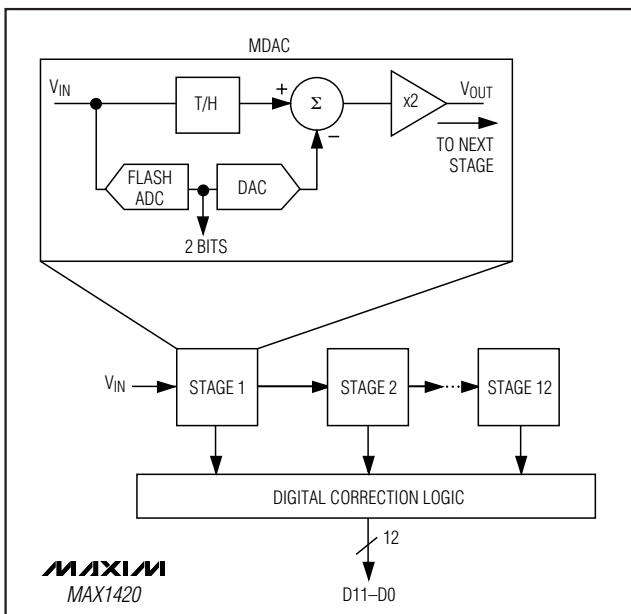 MDAC
VIN
T/H
+
Σ
−
x2
VOUT
TO NEXT
STAGE
FLASH
ADC
DAC
2 BITS
VIN
STAGE 1
STAGE 2
STAGE 12
DIGITAL CORRECTION LOGIC
12
MAXIM
MAX1420
D11–D0